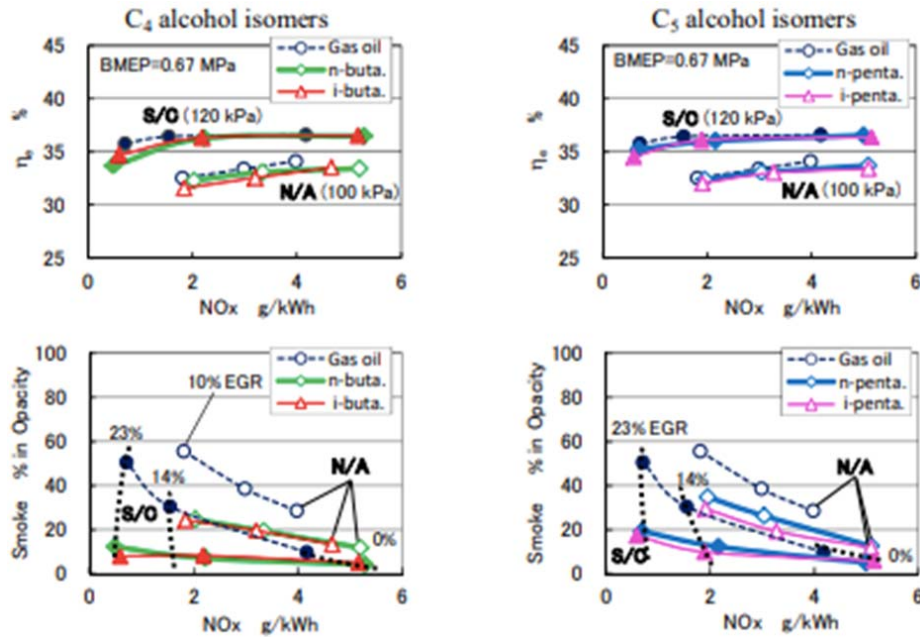 C4 alcohol isomers
45
40
35
30
25
%
ηe
BMEP=0.67 MPa
Gas oil
n-buta.
i-buta.
S/C (120 kPa)
N/A (100 kPa)
0 2 4 6
NOx g/kWh
C5 alcohol isomers
45
40
35
30
25
%
ηe
BMEP=0.67 MPa
Gas oil
n-penta.
i-penta.
S/C (120 kPa)
N/A (100 kPa)
0 2 4 6
NOx g/kWh
100
80
60
40
20
0
Smoke % in Opacity
Gas oil
n-buta.
i-buta.
10% EGR
23%
14%
N/A
S/C
0%
0 2 4 6
NOx g/kWh
100
80
60
40
20
0
Smoke % in Opacity
Gas oil
n-penta.
i-penta.
23% EGR
14%
N/A
S/C
0%
0 2 4 6
NOx g/kWh